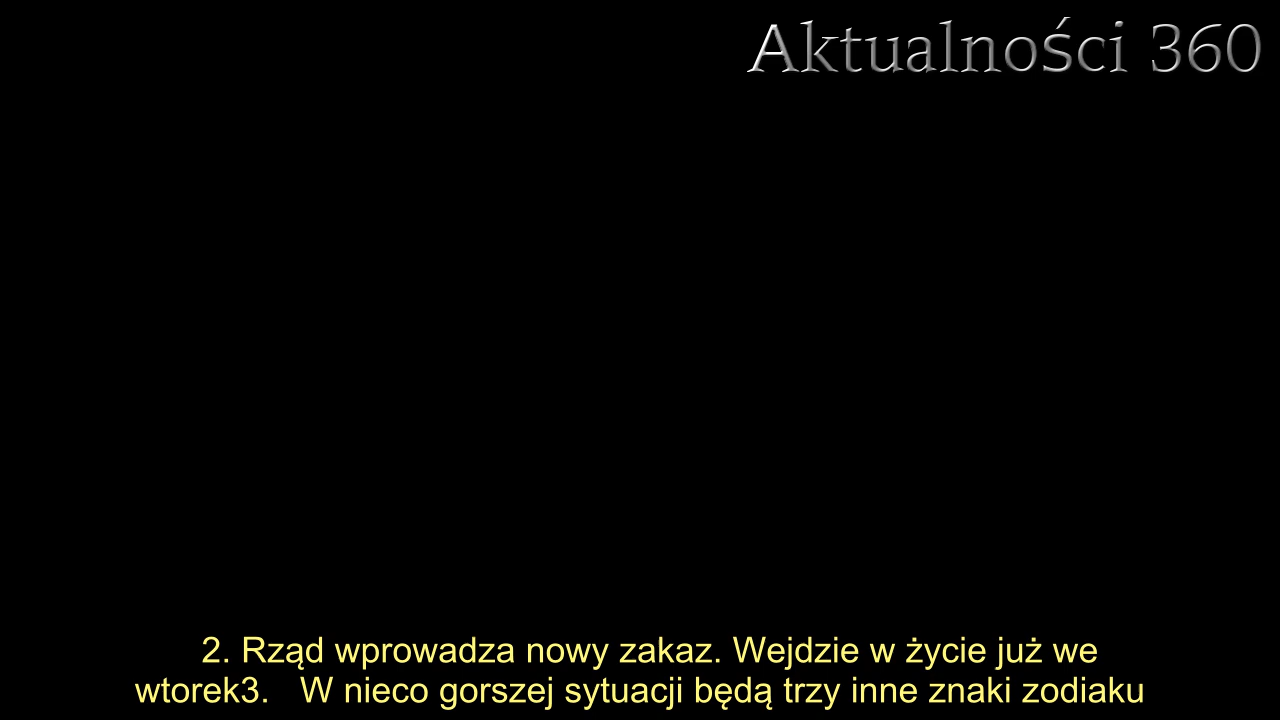 Aktualności 360
2. Rząd wprowadza nowy zakaz. Wejdzie w życie już we
wtorek3.   W nieco gorszej sytuacji będą trzy inne znaki zodiaku